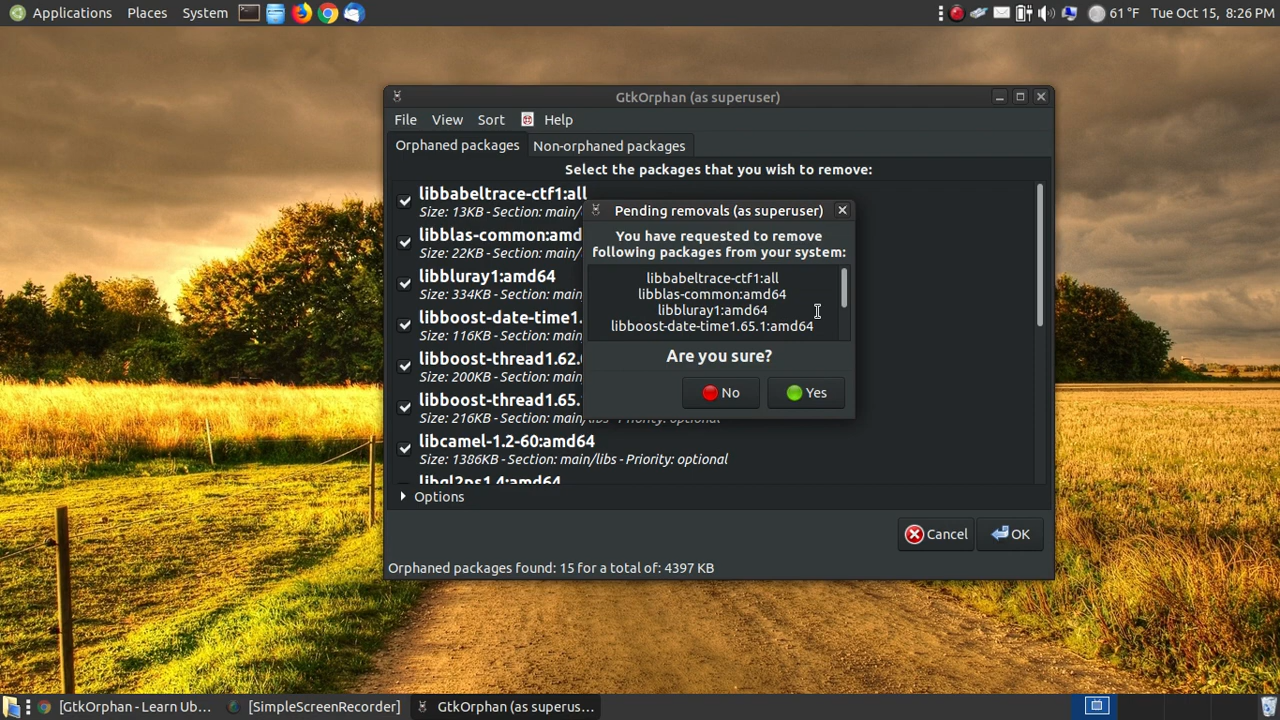 Applications Places System
61 °F Tue Oct 15, 8:26 PM
GtkOrphan (as superuser)
File View Sort Help
Orphaned packages Non-orphaned packages
Select the packages that you wish to remove:
libbabeltrace-ctf1:all
Size: 13KB - Section: main/
libblas-common:amd
Size: 22KB - Section: main/
libbluray1:amd64
Size: 334KB - Section: main
libboost-date-time1.
Size: 116KB - Section: main
libboost-thread1.62.
Size: 200KB - Section: main
libboost-thread1.65.
Size: 216KB - Section: main/libs - Priority: optional
libcamel-1.2-60:amd64
Size: 1386KB - Section: main/libs - Priority: optional
libgl2ps1.4:amd64
Pending removals (as superuser)
You have requested to remove
following packages from your system:
libbabeltrace-ctf1:all
libblas-common:amd64
libbluray1:amd64
libboost-date-time1.65.1:amd64
Are you sure?
No Yes
Options
Cancel OK
Orphaned packages found: 15 for a total of: 4397 KB
[GtkOrphan - Learn Ub... [SimpleScreenRecorder] GtkOrphan (as superus...